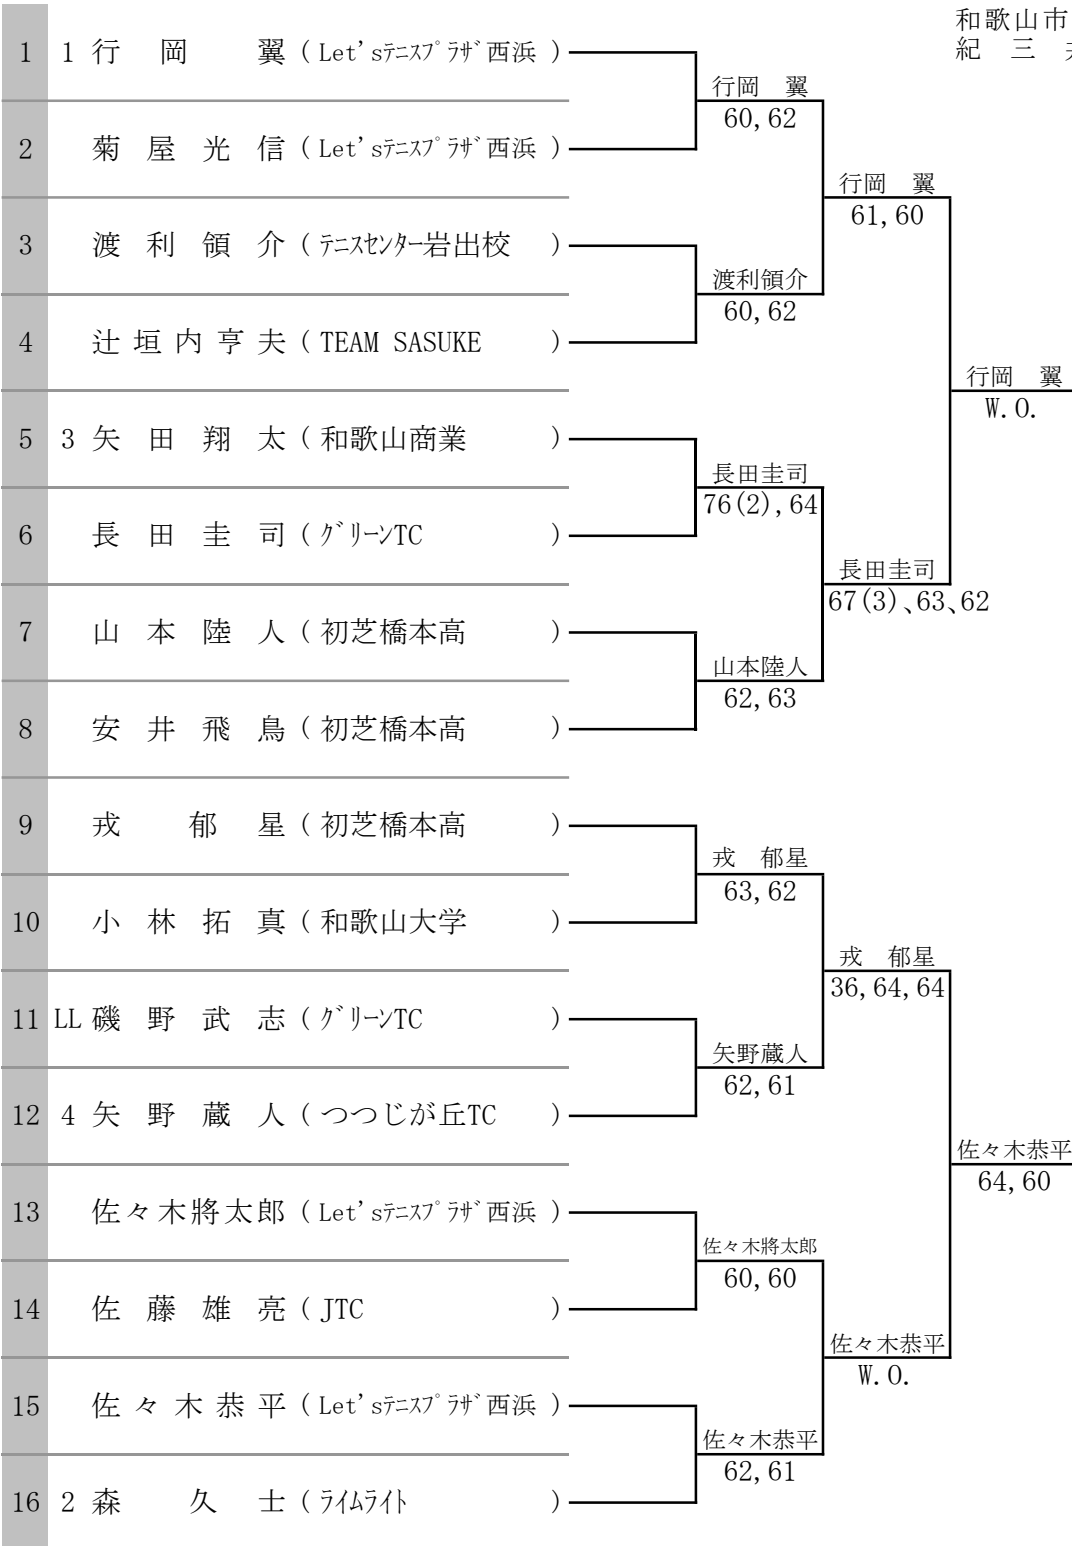 和歌山市
紀 三
1 1 行 岡 翼 ( Let'sﾃﾆｽﾌﾟﾗｻﾞ西浜 )
行岡 翼
60,62
2 菊 屋 光 信 ( Let'sﾃﾆｽﾌﾟﾗｻﾞ西浜 )
行岡 翼
61,60
3 渡 利 領 介 ( ﾃﾆｽｾﾝﾀｰ岩出校 )
渡利領介
60,62
4 辻 垣 内 亨 夫 ( TEAM SASUKE )
行岡 翼
W.O.
5 3 矢 田 翔 太 ( 和歌山商業 )
長田圭司
76(2),64
6 長 田 圭 司 ( ｸﾞﾘｰﾝTC )
長田圭司
67(3)、63、62
7 山 本 陸 人 ( 初芝橋本高 )
山本陸人
62,63
8 安 井 飛 鳥 ( 初芝橋本高 )
9 戎 郁 星 ( 初芝橋本高 )
戎 郁星
63,62
10 小 林 拓 真 ( 和歌山大学 )
戎 郁星
36,64,64
11 LL 磯 野 武 志 ( ｸﾞﾘｰﾝTC )
矢野蔵人
62,61
12 4 矢 野 蔵 人 ( つつじが丘TC )
佐々木恭平
64,60
13 佐々木將太郎 ( Let'sﾃﾆｽﾌﾟﾗｻﾞ西浜 )
佐々木將太郎
60,60
14 佐 藤 雄 亮 ( JTC )
佐々木恭平
W.O.
15 佐 々 木 恭 平 ( Let'sﾃﾆｽﾌﾟﾗｻﾞ西浜 )
佐々木恭平
62,61
16 2 森 久 士 ( ﾗｲﾑﾗｲﾄ )